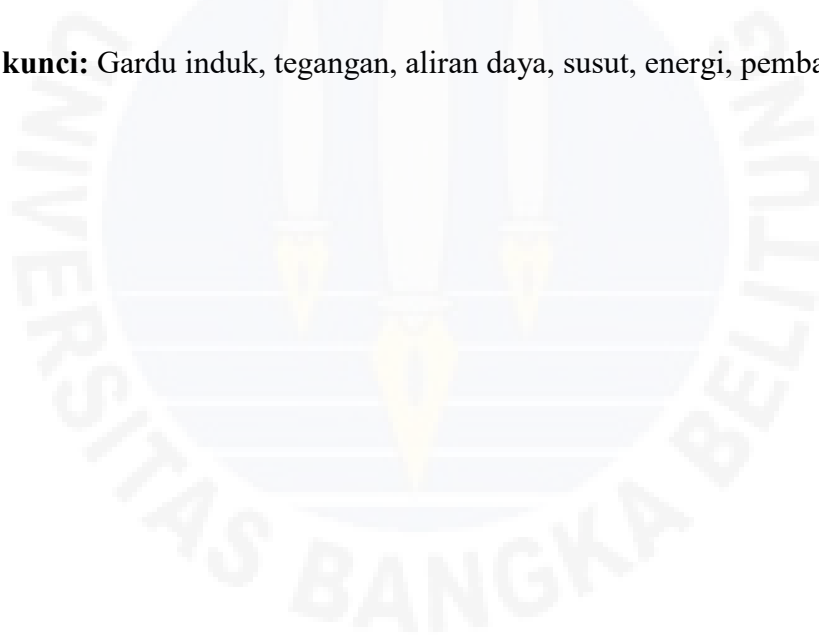 kunci: Gardu induk, tegangan, aliran daya, susut, energi, pemba
UNIVERSITAS BANGKA BELITUNG